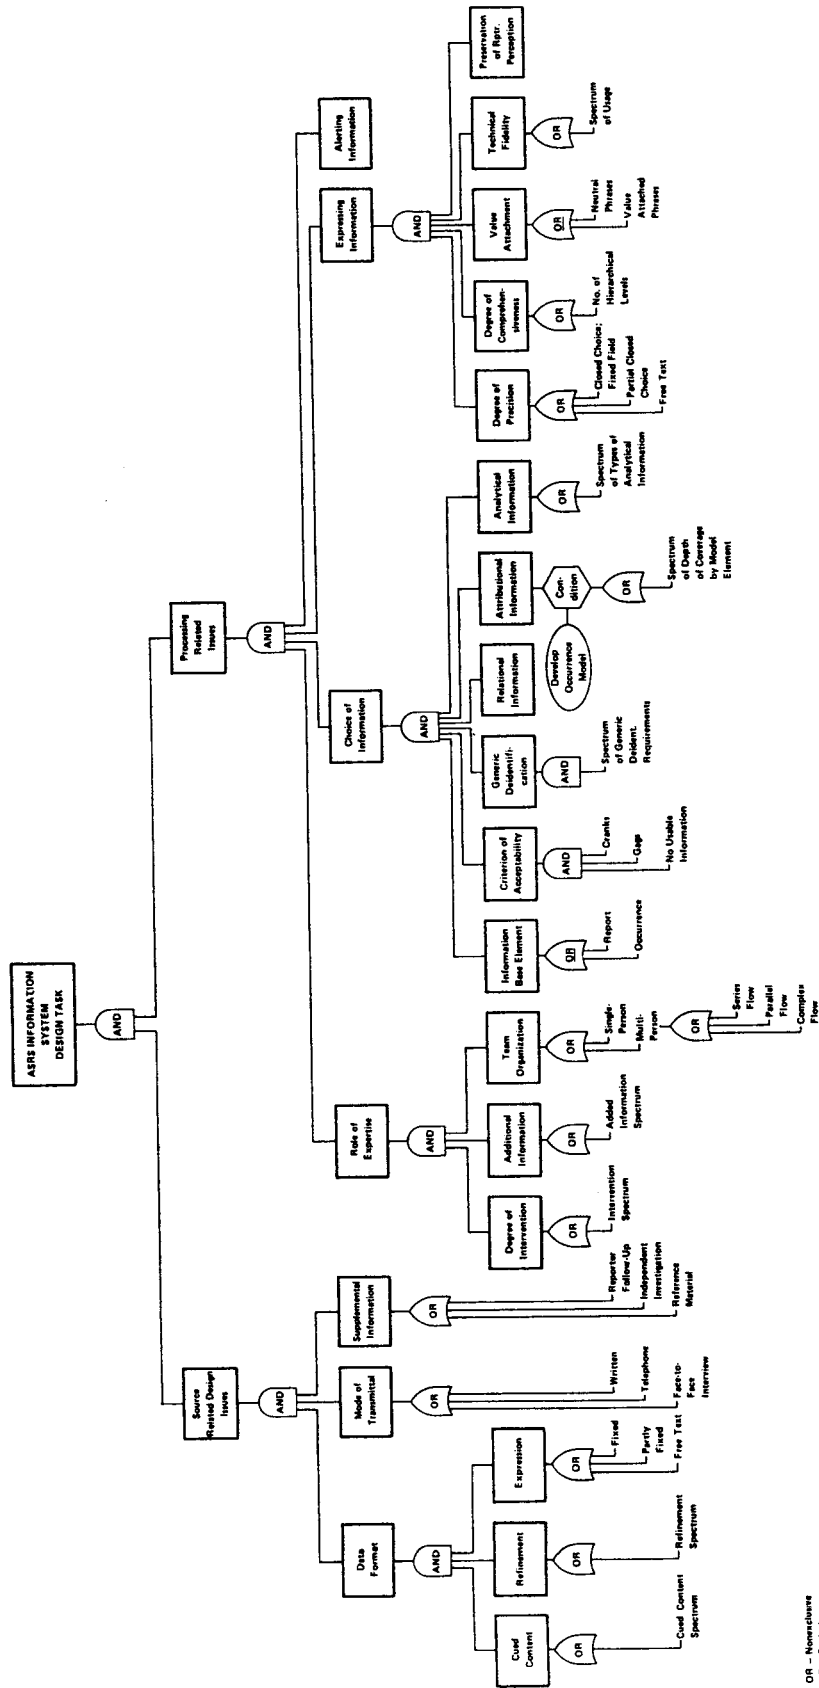 ASRS INFORMATION
SYSTEM
DESIGN TASK
AND
Source
Related Design
Issues
AND
Processing
Related
Issues
AND
Data
Format
AND
Mode of
Transmittal
OR
Supplemental
Information
OR
Role of
Expertise
AND
Choice of
Information
AND
Expressing
Information
AND
Alerting
Information
Cued
Content
OR
Cued Content
Spectrum
Refinement
OR
Refinement
Spectrum
Expression
OR
Fixed
Partly
Fixed
Free Text
Written
Telephone
Face-to-
Face
Interview
Reporter
Follow-Up
Independent
Investigation
Reference
Material
Degree of
Intervention
OR
Intervention
Spectrum
Additional
Information
OR
Added
Information
Spectrum
Team
Organization
OR
Single-
Person
Multi-
Person
OR
Series
Flow
Parallel
Flow
Complex
Flow
Information
Base Element
OR
Report
Occurrence
Criterion of
Acceptability
AND
Cranks
Gags
No Usable
Information
Generic
Deidentifi-
cation
AND
Spectrum
of Generic
Deident.
Requirements
Relational
Information
Attributional
Information
Con-
dition
Develop
Occurrence
Model
OR
Spectrum
of Depth
of Coverage
by Model
Element
Analytical
Information
OR
Spectrum
of Types of
Analytical
Information
Degree of
Precision
OR
Closed Choice:
Fixed Field
Partial Closed
Choice
Free Text
Degree of
Comprehen-
siveness
OR
No. of
Hierarchical
Levels
Value
Attachment
OR
Neutral
Phrases
Value
Attached
Phrases
Technical
Fidelity
OR
Spectrum
of Usage
Preservation
of Rptr.
Perception
OR – Nonexclusive